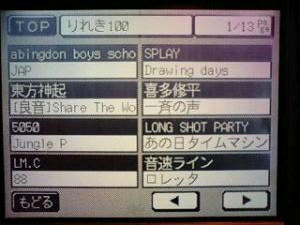 TOP りれき100 1/13 page
abingdon boys scho
JAP
SPLAY
Drawing days
東方神起
[良音]Share The Wo
喜多修平
一斉の声
5050
Jungle P
LONG SHOT PARTY
あの日タイムマシン
LM.C
88
音速ライン
ロレッタ
もどる